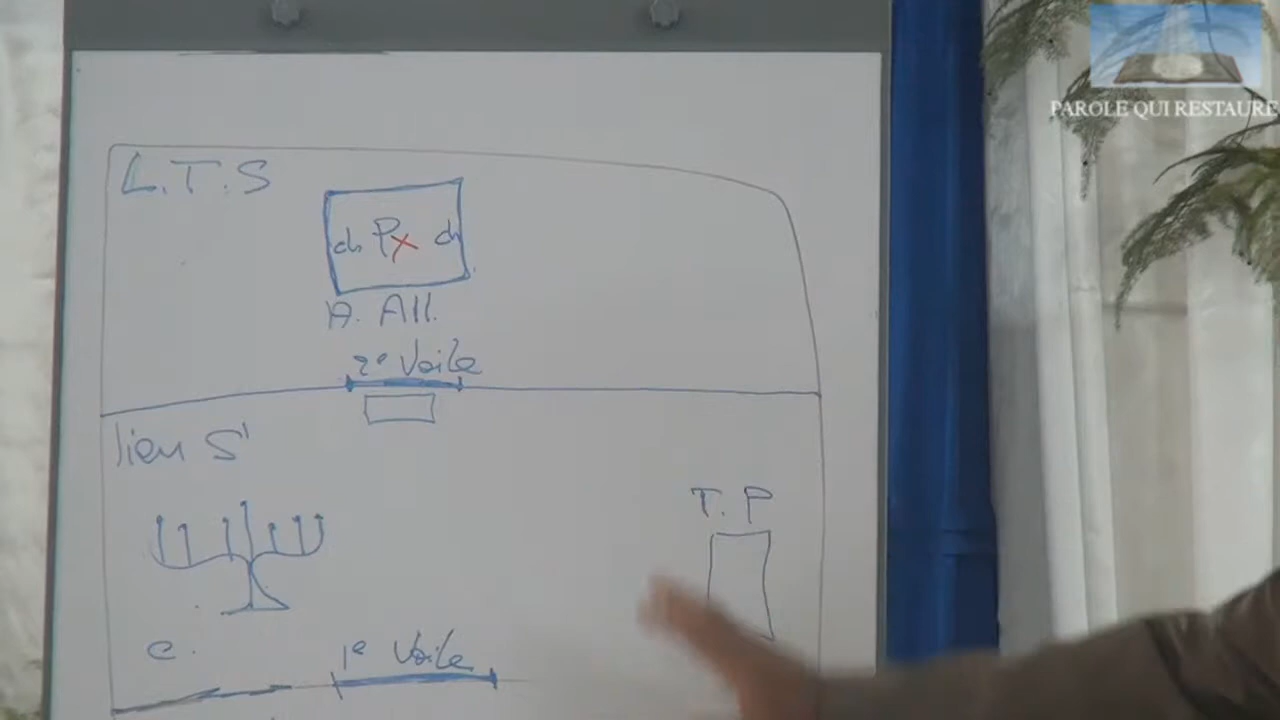 PAROLE QUI RESTAURE
L.T.S
ch Px ch
A. All.
2e Voile
lieu S
T. P
C.
1e Voile